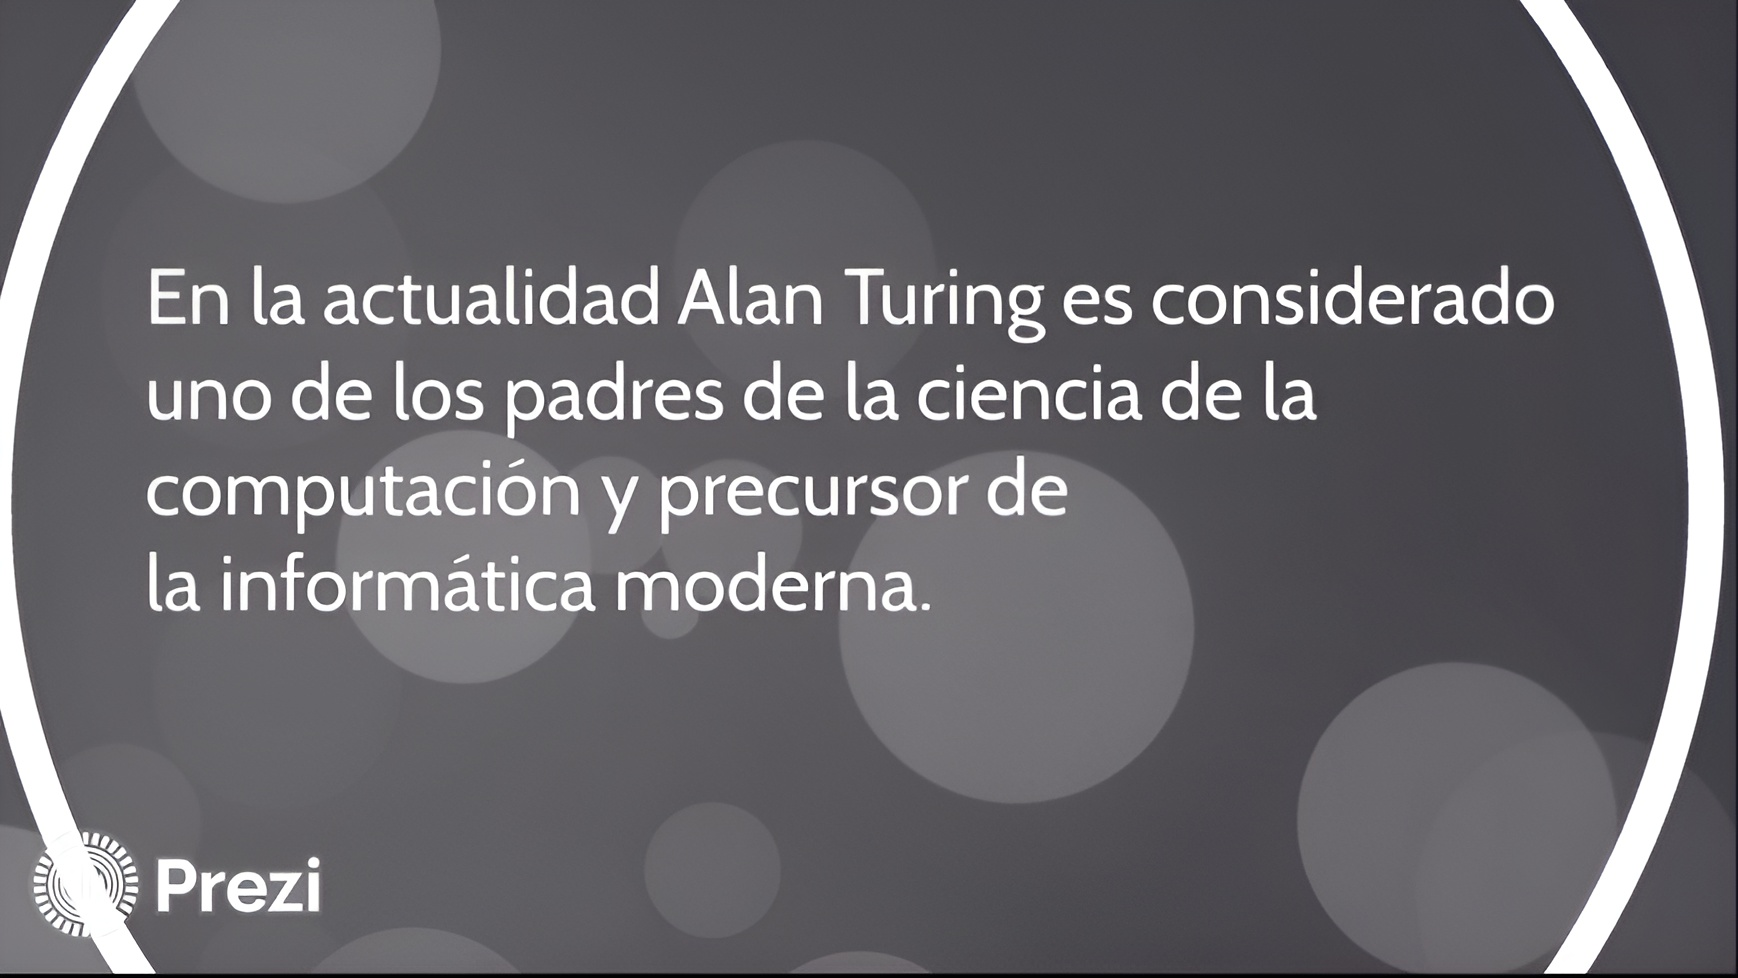 En la actualidad Alan Turing es considerado
uno de los padres de la ciencia de la
computación y precursor de
la informática moderna.
Prezi